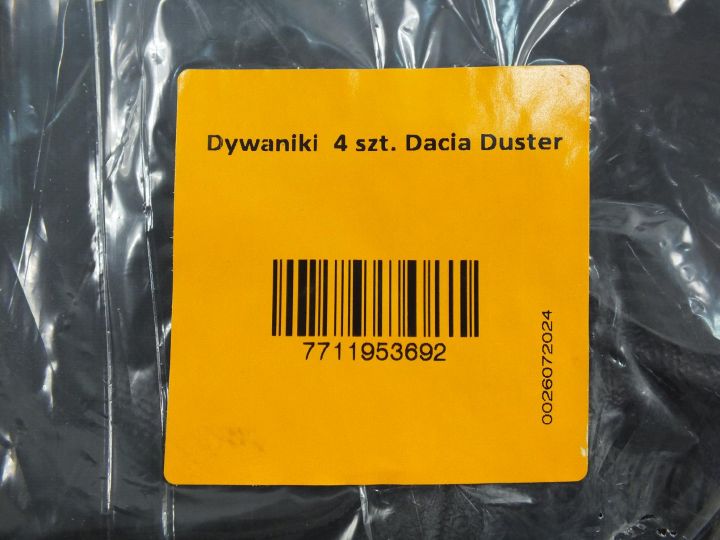 Dywaniki 4 szt. Dacia Duster
7711953692
0026072024